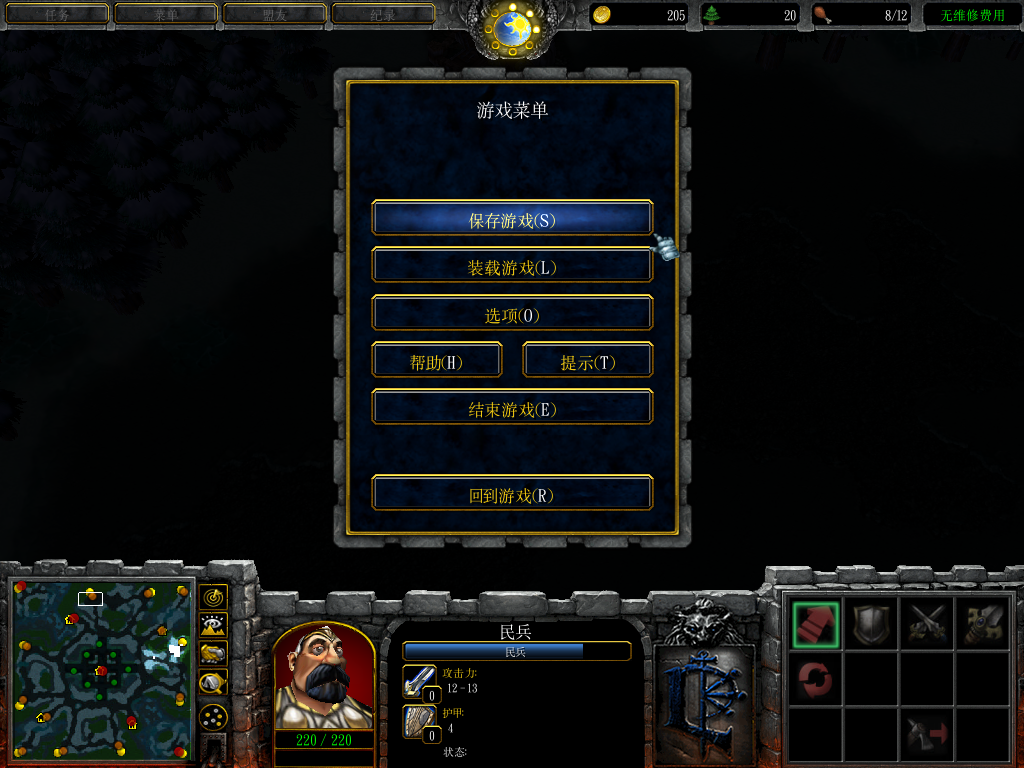 任务 菜单 盟友 纪录 205 20 8/12 无维修费用
游戏菜单
保存游戏(S)
装载游戏(L)
选项(O)
帮助(H) 提示(T)
结束游戏(E)
回到游戏(R)
民兵
民兵
攻击力:
12-13
0
护甲:
4
0
状态:
220 / 220